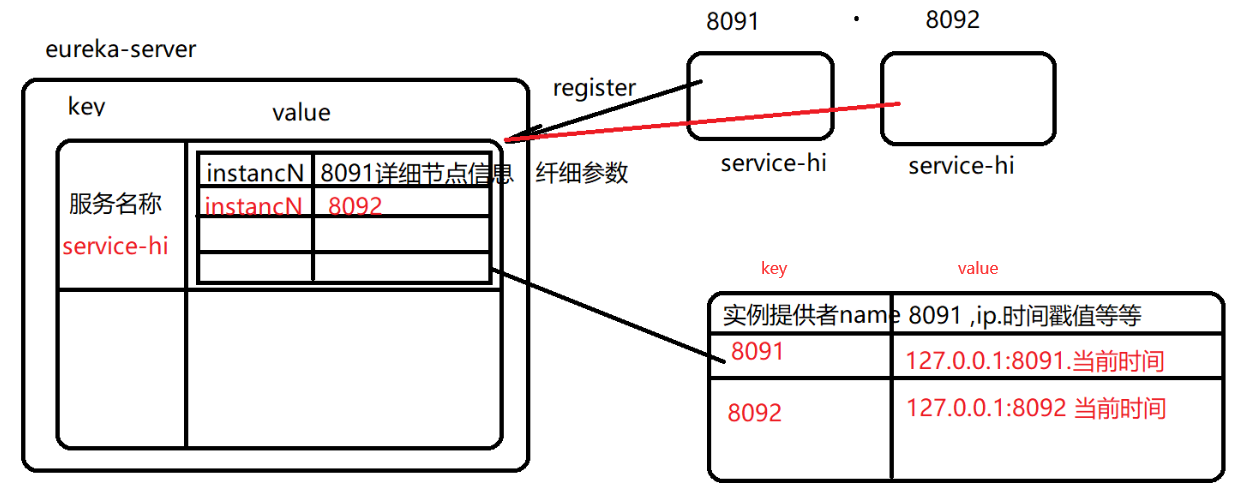 eureka-server
key
value
服务名称
service-hi
instancN
8091详细节点信息 纤细参数
instancN
8092
register
8091
8092
service-hi
service-hi
key
value
实例提供者name
8091 ,ip.时间戳值等等
8091
127.0.0.1:8091.当前时间
8092
127.0.0.1:8092 当前时间